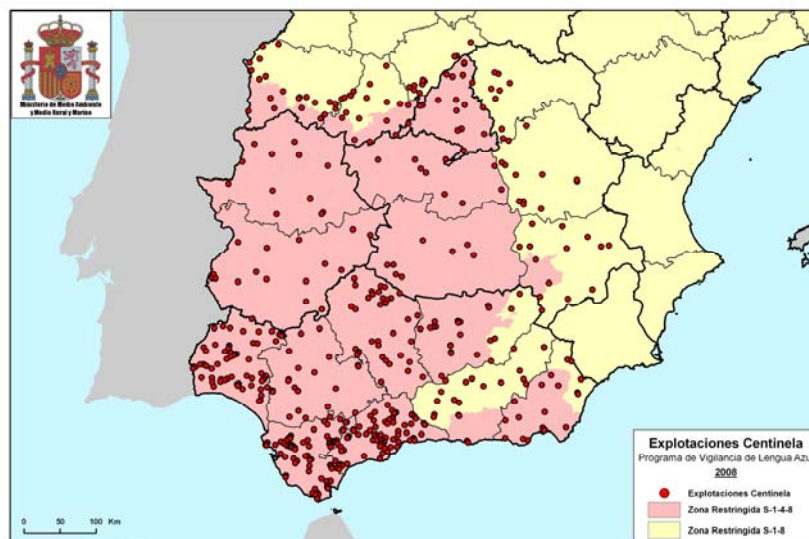 Ministerio de Medio Ambiente
y Medio Rural y Marino
Explotaciones Centinela
Programa de Vigilancia de Lengua Azu
2008
Explotaciones Centinela
Zona Restringida S-1-4-8
Zona Restringida S-1-8
0 50 100 Km